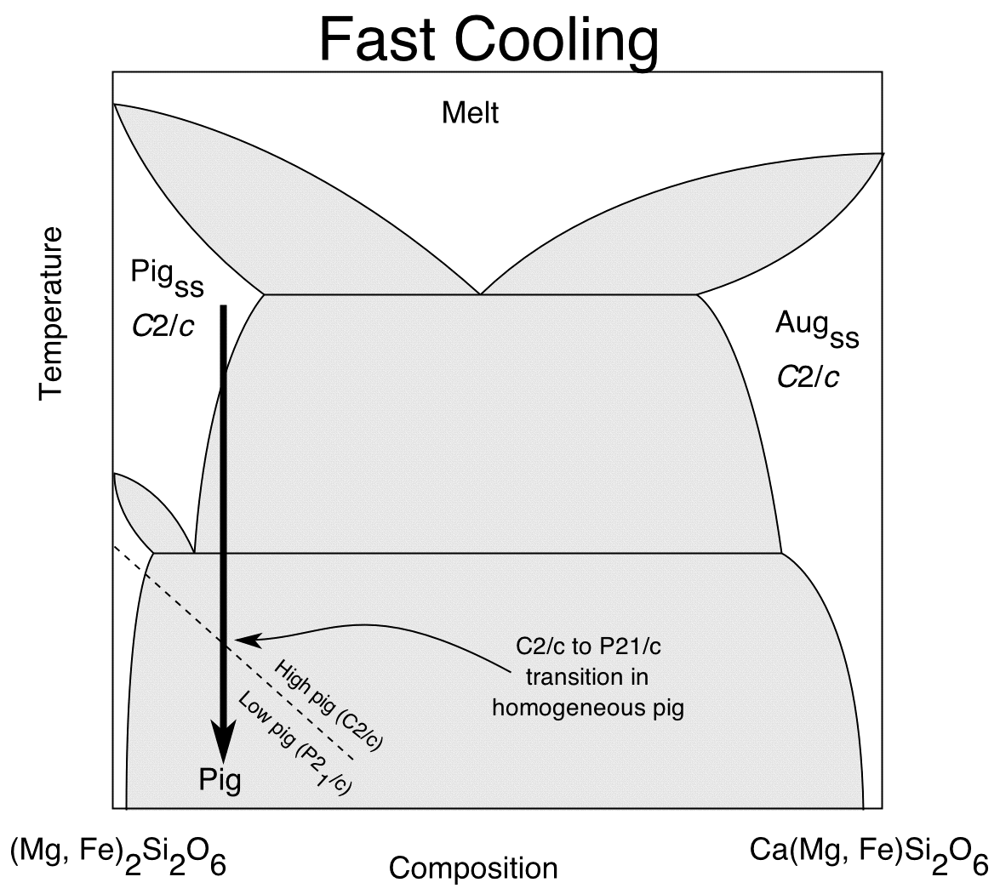 Fast Cooling
Melt
Temperature
Pigss
C2/c
Augss
C2/c
C2/c to P21/c
transition in
homogeneous pig
High pig (C2/c)
Low pig (P21/c)
Pig
(Mg, Fe)2Si2O6
Ca(Mg, Fe)Si2O6
Composition